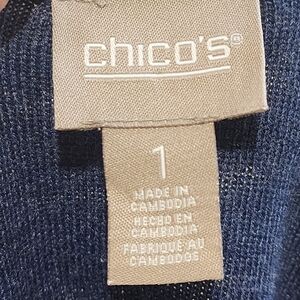 chico's®
1
MADE IN
CAMBODIA
HECHO EN
CAMBODIA
FABRIQUÉ AU
CAMBODGE